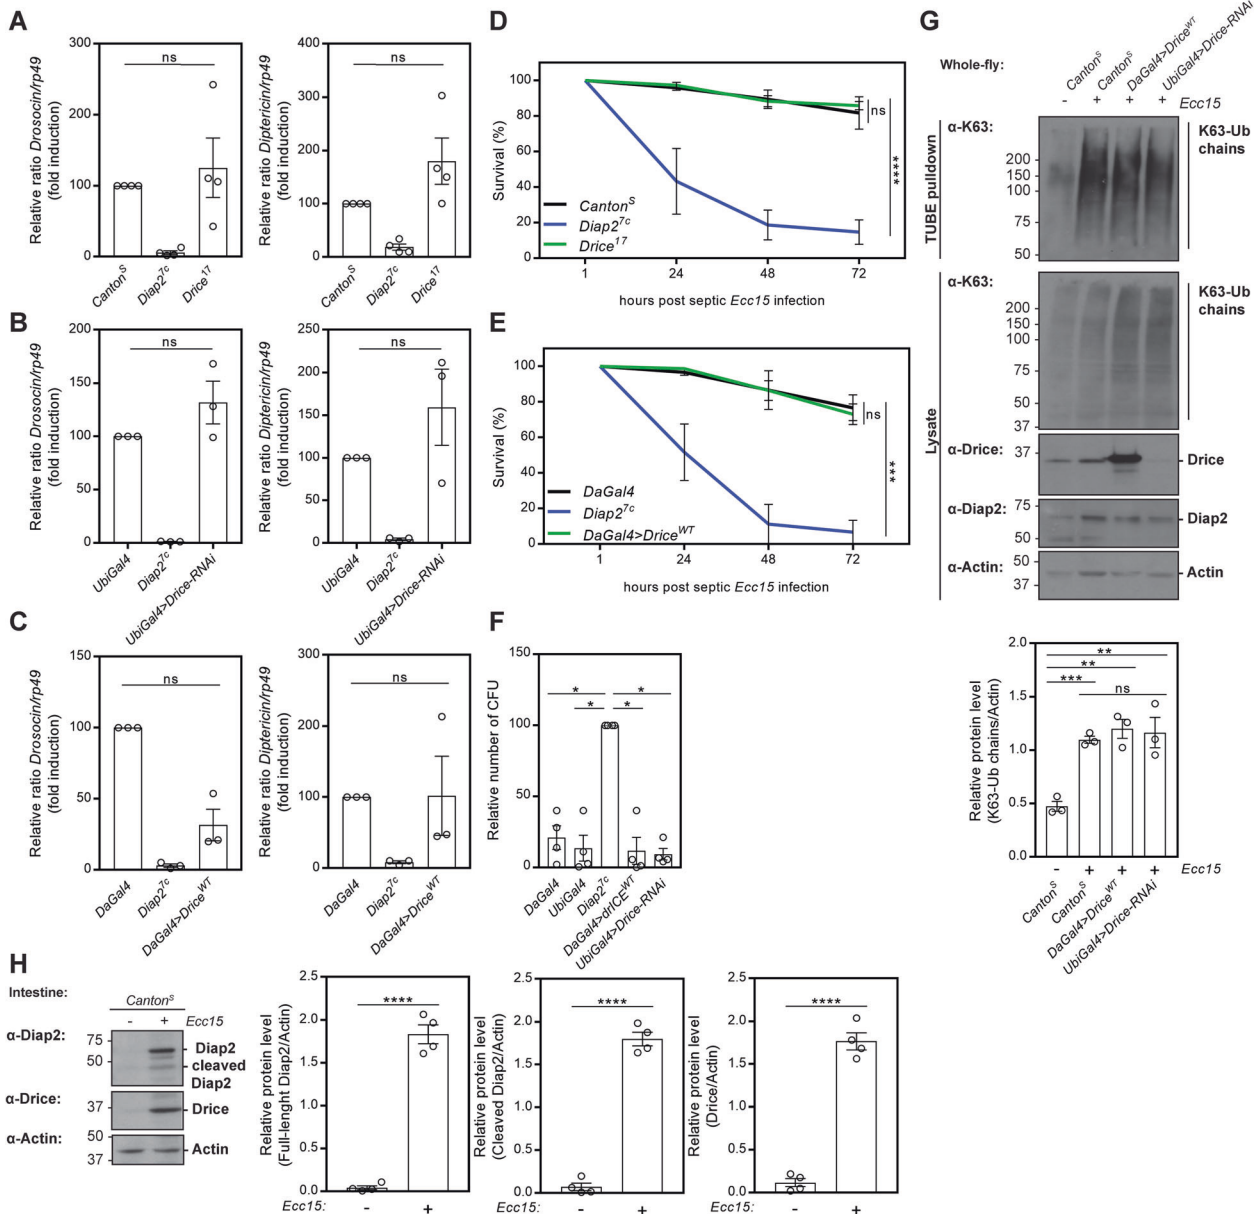 A
Relative ratio Drosocin/rp49
(fold induction)
300
200
100
0
ns
Canton^S
Diap2^7c
Drice^17
Relative ratio Diptericin/rp49
(fold induction)
400
300
200
100
0
ns
Canton^S
Diap2^7c
Drice^17
B
Relative ratio Drosocin/rp49
(fold induction)
200
150
100
50
0
ns
UbiGal4
Diap2^7c
UbiGal4>Drice-RNAi
Relative ratio Diptericin/rp49
(fold induction)
250
200
150
100
50
0
ns
UbiGal4
Diap2^7c
UbiGal4>Drice-RNAi
C
Relative ratio Drosocin/rp49
(fold induction)
150
100
50
0
ns
DaGal4
Diap2^7c
DaGal4>Drice^WT
Relative ratio Diptericin/rp49
(fold induction)
300
200
100
0
ns
DaGal4
Diap2^7c
DaGal4>Drice^WT
D
Survival (%)
100
80
60
40
20
0
ns
****
Canton^S
Diap2^7c
Drice^17
1 24 48 72
hours post septic Ecc15 infection
E
Survival (%)
100
80
60
40
20
0
ns
***
DaGal4
Diap2^7c
DaGal4>Drice^WT
1 24 48 72
hours post septic Ecc15 infection
F
Relative number of CFU
150
100
50
0
* *
* *
DaGal4
UbiGal4
Diap2^7c
DaGal4>drICE^WT
UbiGal4>Drice-RNAi
G
Whole-fly:
Canton^S
Canton^S
DaGal4>Drice^WT
UbiGal4>Drice-RNAi
- + + + Ecc15
TUBE pulldown
α-K63:
200
150
100
75
50
K63-Ub
chains
Lysate
α-K63:
200
150
100
75
50
37
K63-Ub
chains
α-Drice:
37
Drice
α-Diap2:
75
50
Diap2
α-Actin:
50
37
Actin
Relative protein level
(K63-Ub chains/Actin)
2.0
1.5
1.0
0.5
0.0
**
**
***
ns
- + + + Ecc15
Canton^S
Canton^S
DaGal4>Drice^WT
UbiGal4>Drice-RNAi
H
Intestine:
Canton^S
- + Ecc15
α-Diap2:
75
50
Diap2
cleaved
Diap2
α-Drice:
37
Drice
α-Actin:
50
37
Actin
Relative protein level
(Full-lenght Diap2/Actin)
2.5
2.0
1.5
1.0
0.5
0.0
****
Ecc15: - +
Relative protein level
(Cleaved Diap2/Actin)
2.5
2.0
1.5
1.0
0.5
0.0
****
Ecc15: - +
Relative protein level
(Drice/Actin)
2.5
2.0
1.5
1.0
0.5
0.0
****
Ecc15: - +